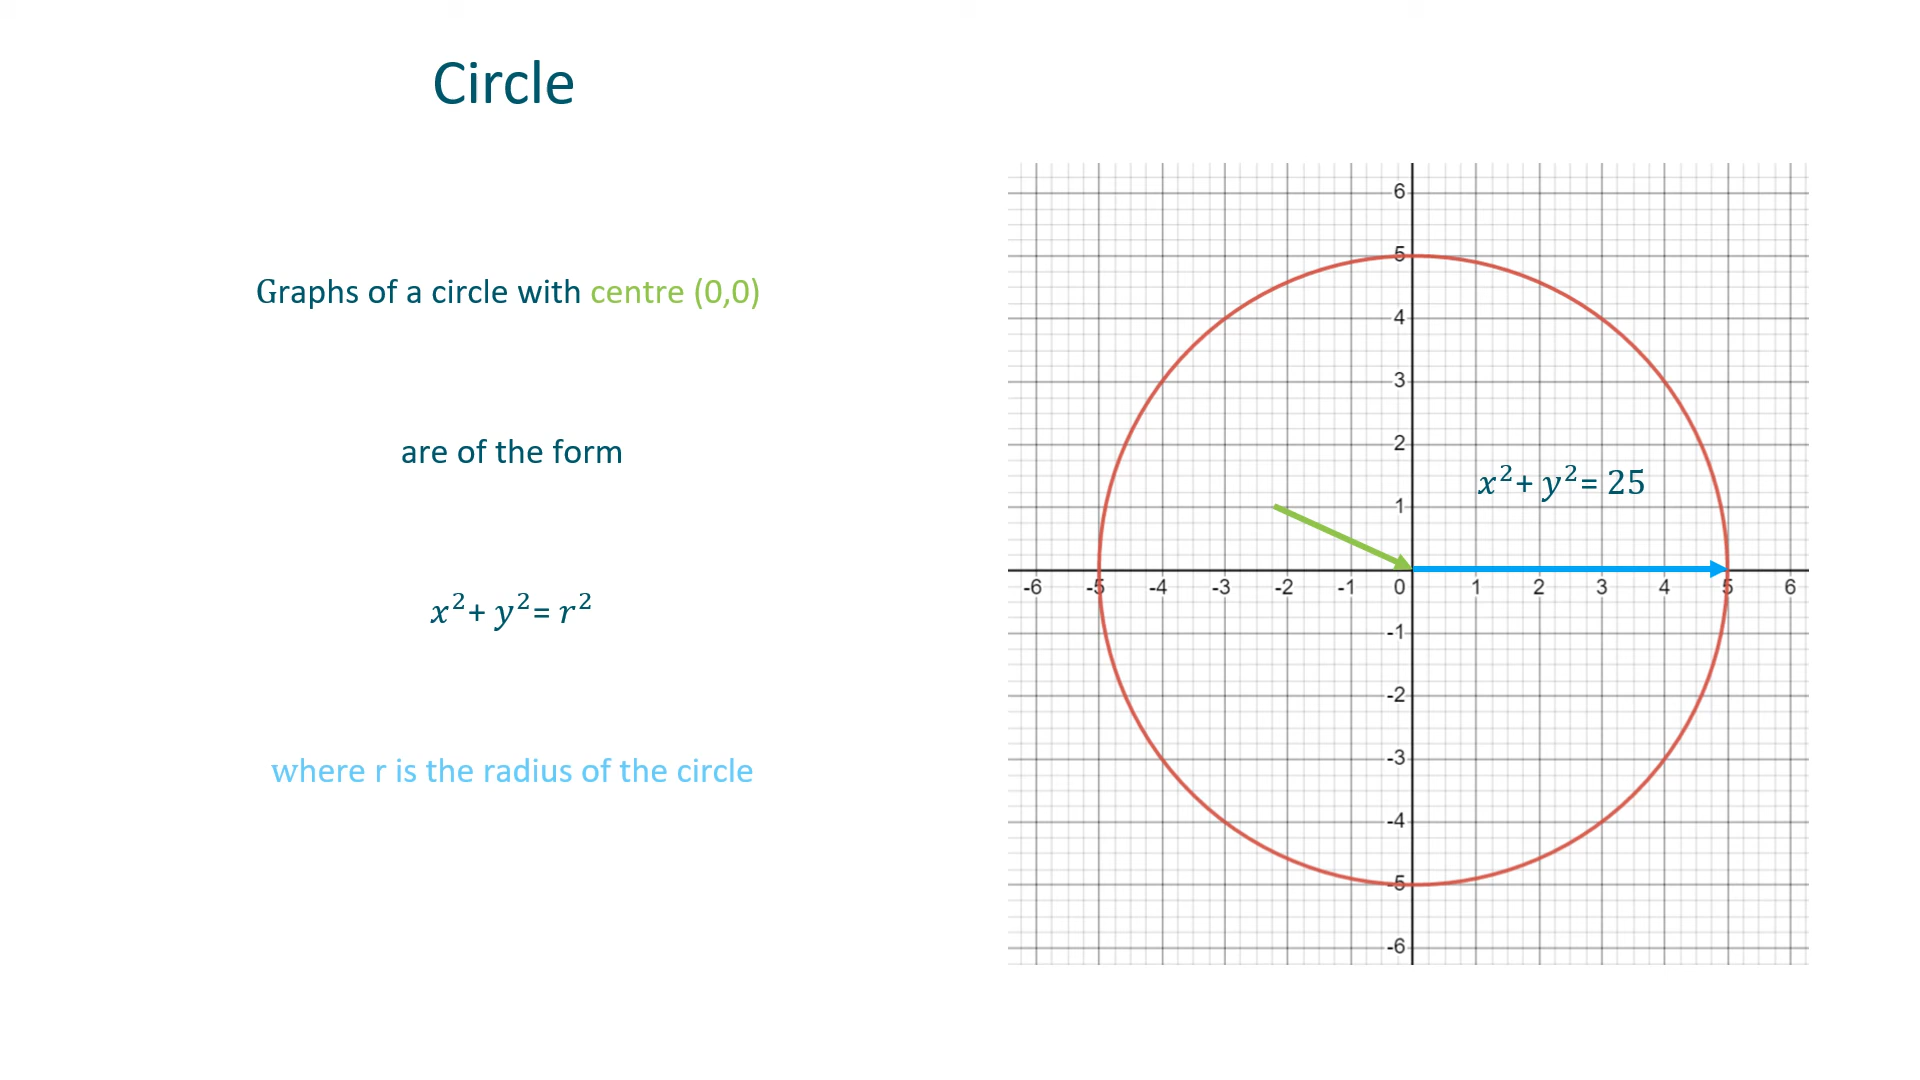 Circle
Graphs of a circle with centre (0,0)
are of the form
x²+ y²= r²
where r is the radius of the circle
6
5
4
3
2
x²+ y²= 25
1
-6 -5 -4 -3 -2 -1 0 1 2 3 4 5 6
-1
-2
-3
-4
-5
-6